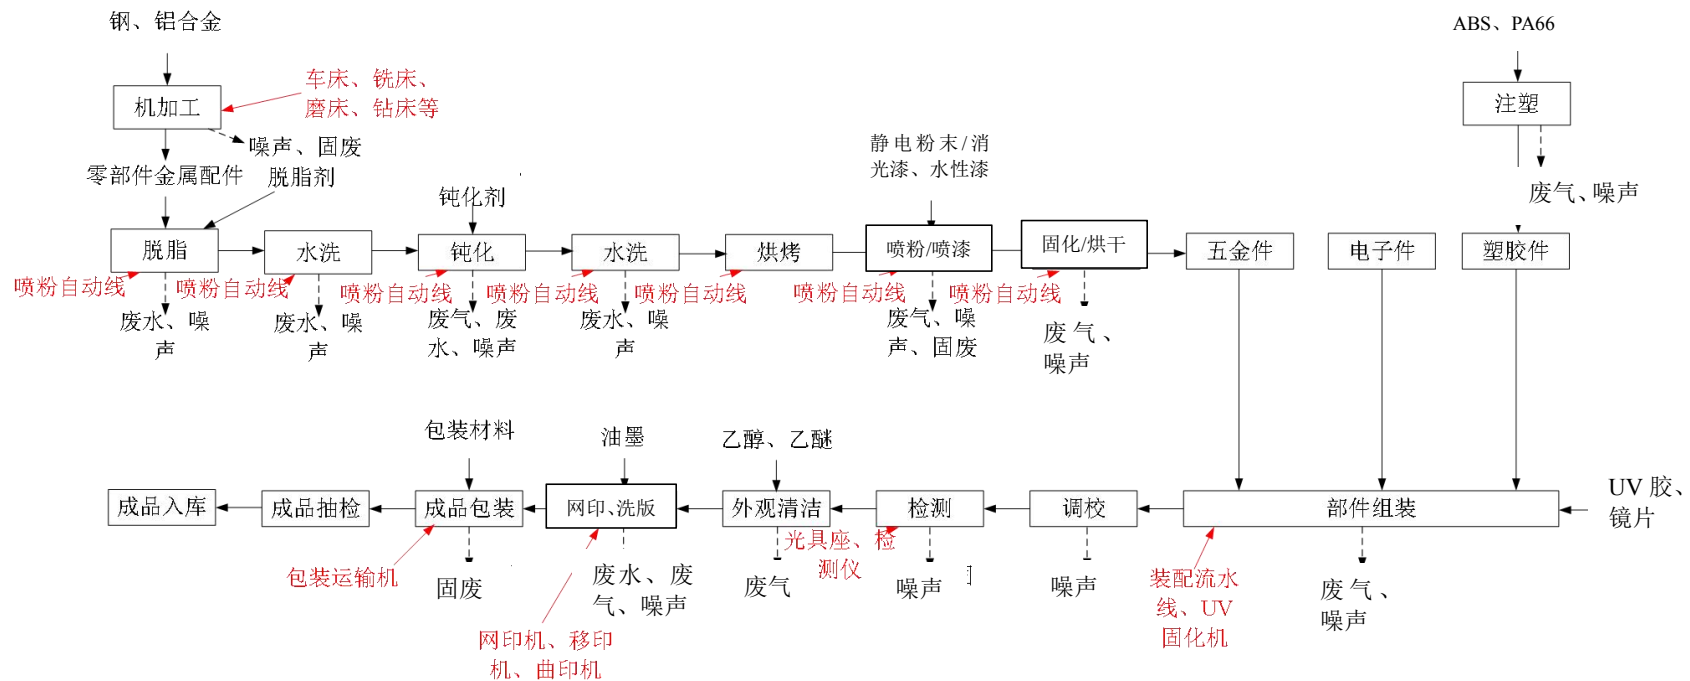 钢、铝合金
ABS、PA66
机加工
车床、铣床、
磨床、钻床等
注塑
噪声、固废
零部件金属配件
脱脂剂
钝化剂
静电粉末/消
光漆、水性漆
废气、噪声
脱脂
水洗
钝化
水洗
烘烤
喷粉/喷漆
固化/烘干
五金件
电子件
塑胶件
喷粉自动线
喷粉自动线
喷粉自动线
喷粉自动线
喷粉自动线
喷粉自动线
喷粉自动线
废水、噪
声
废水、噪
声
废气、废
水、噪声
废水、噪
声
废气、噪
声、固废
废气、
噪声
包装材料
油墨
乙醇、乙醚
成品入库
成品抽检
成品包装
网印、洗版
外观清洁
检测
调校
部件组装
UV 胶、
镜片
包装运输机
固废
废水、废
气、噪声
废气
光具座、检
测仪
噪声
噪声
装配流水
线、UV
固化机
废气、
噪声
网印机、移印
机、曲印机